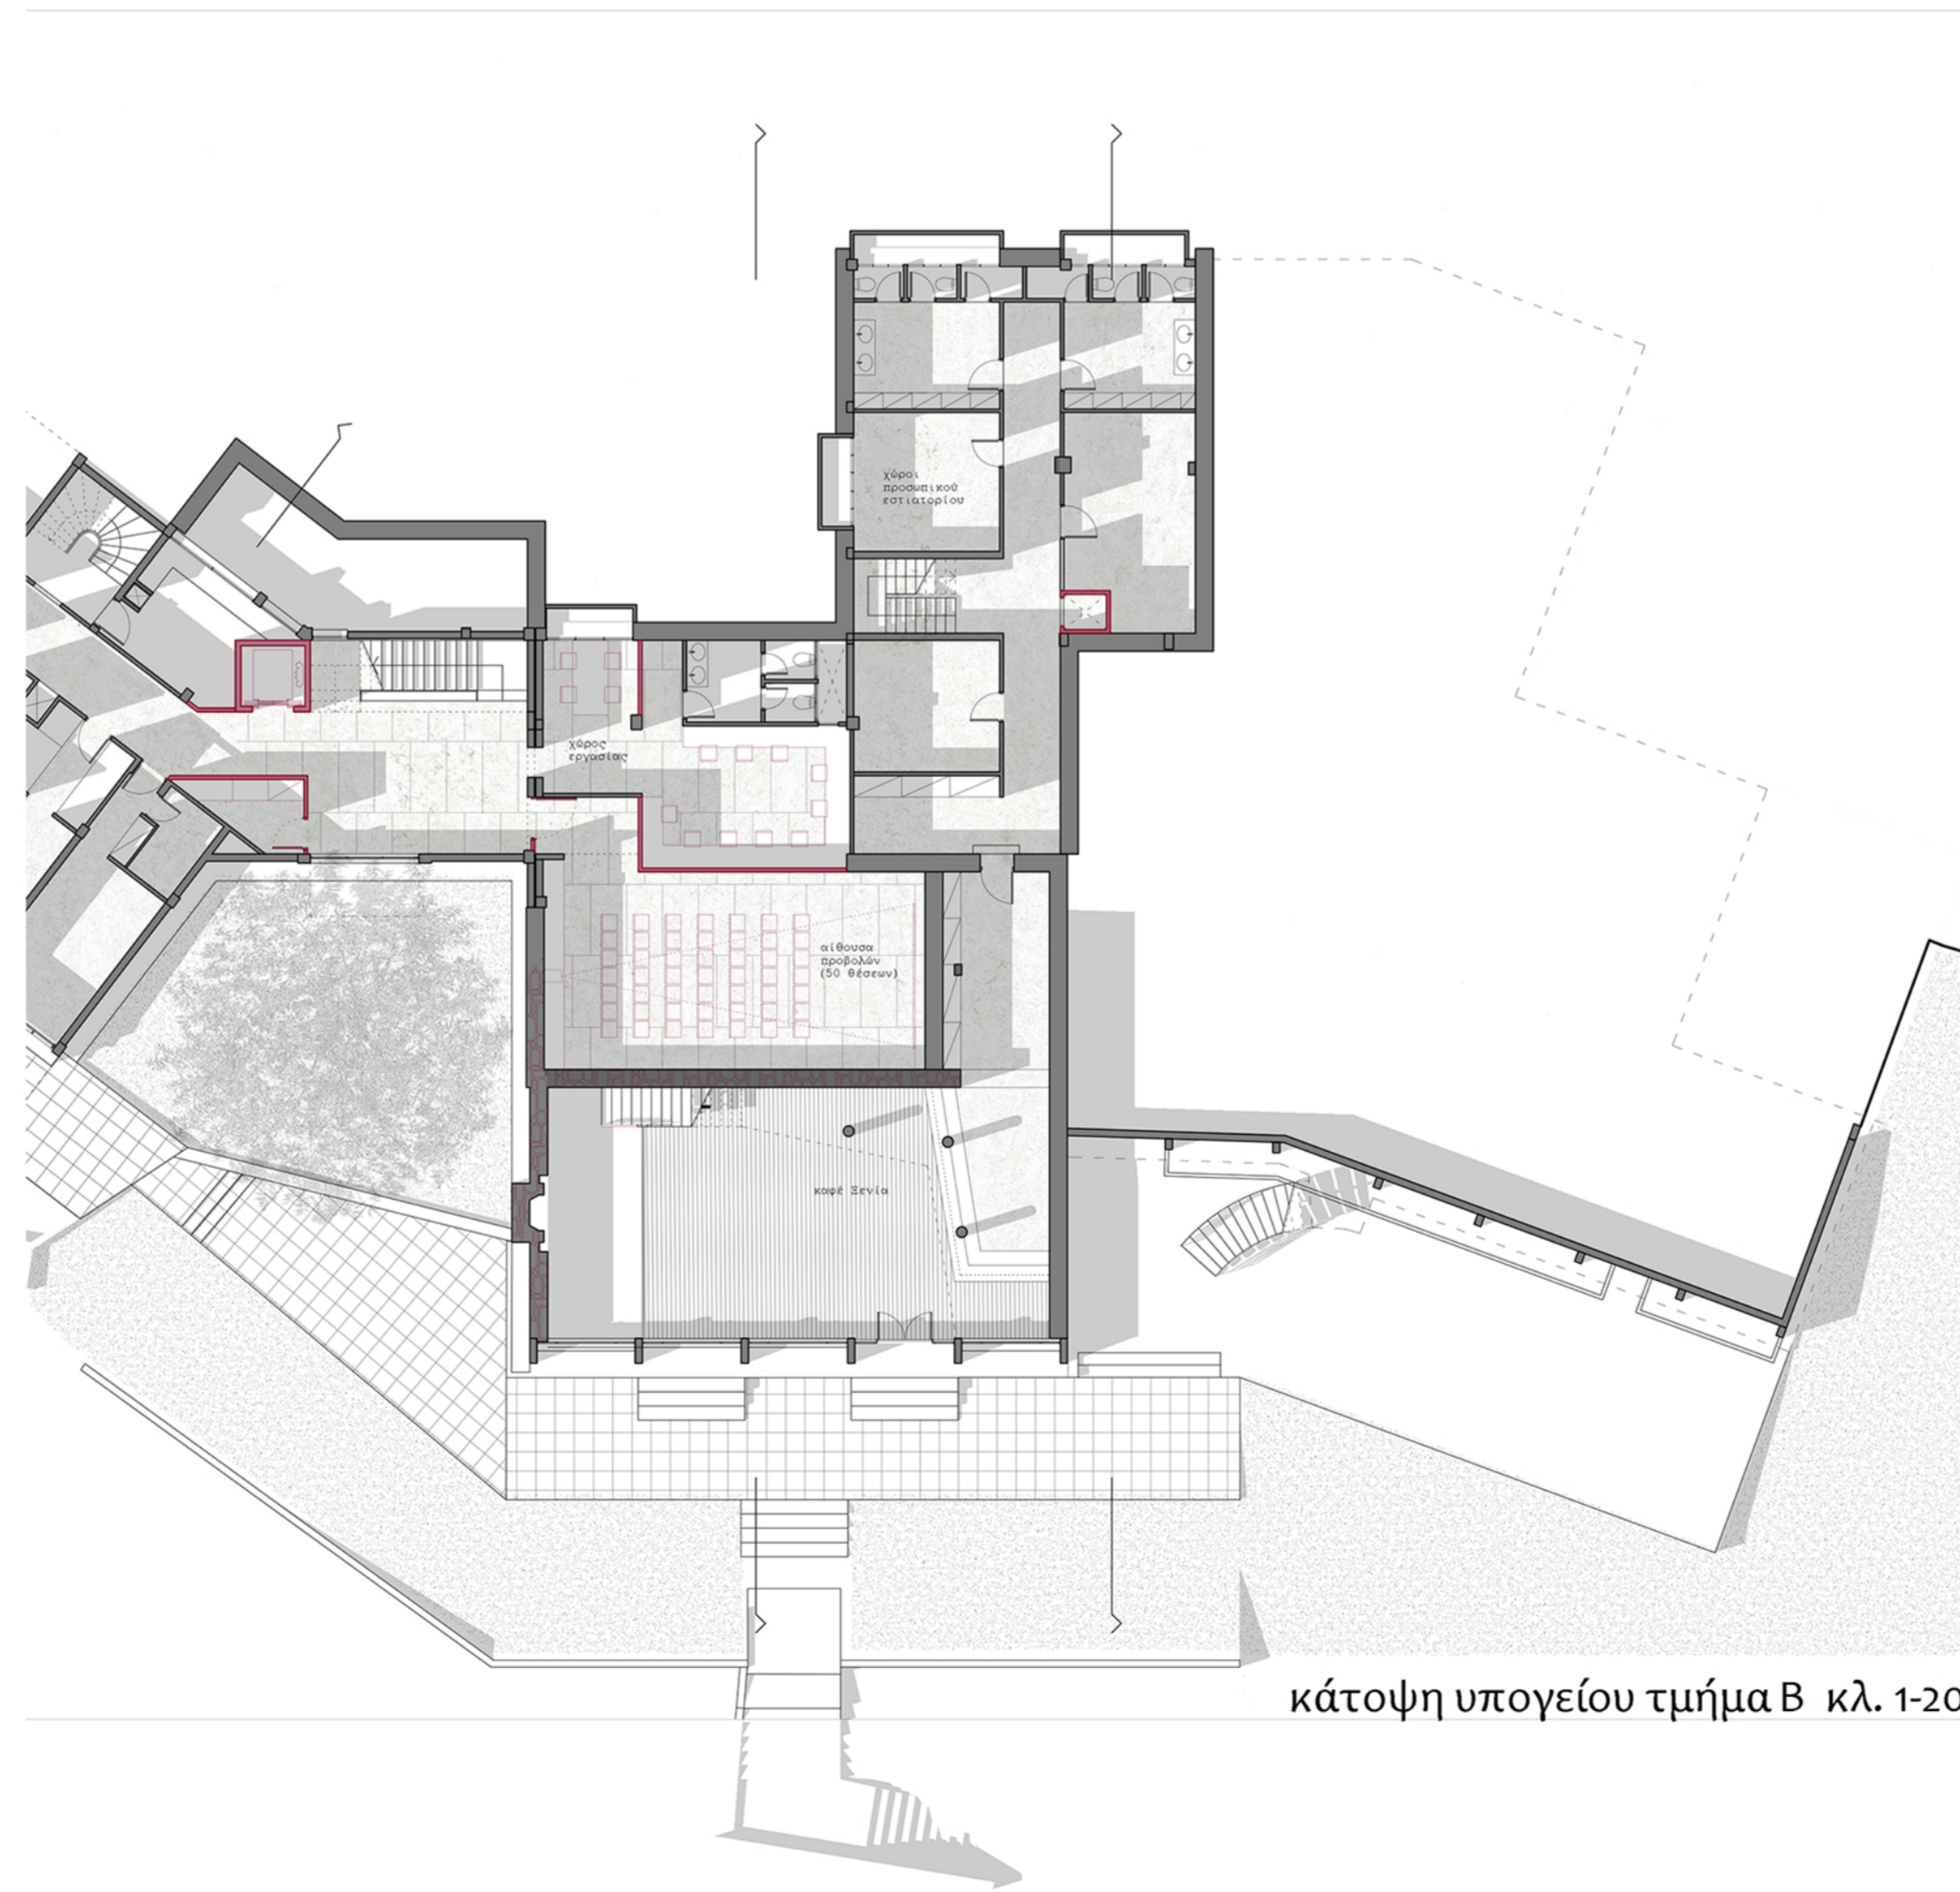 χώροι
προσωπικού
εστιατορίου
χώρος
εργασίας
αίθουσα
προβολών
(50 θέσεων)
καφέ Ξενία
κάτοψη υπογείου τμήμα Β κλ. 1-20